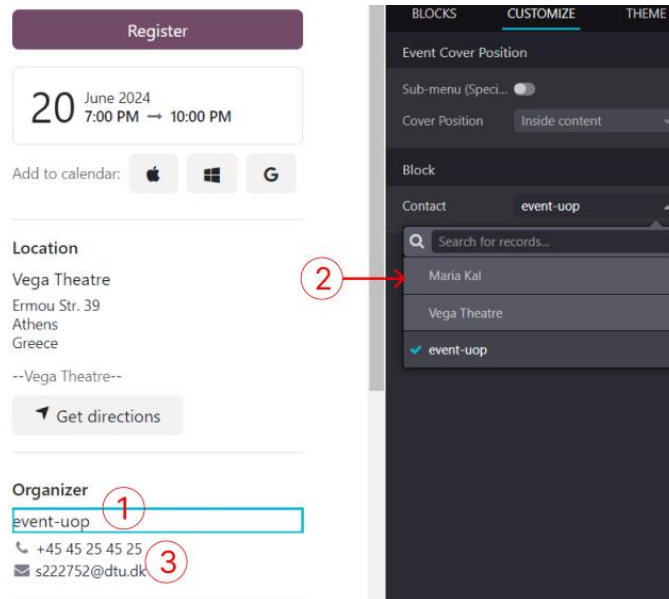 Register
20 June 2024
7:00 PM → 10:00 PM
Add to calendar:
G
Location
Vega Theatre
Ermou Str. 39
Athens
Greece
--Vega Theatre--
Get directions
Organizer
1
event-uop
+45 45 25 45 25
s222752@dtu.dk
3
BLOCKS CUSTOMIZE THEME
Event Cover Position
Sub-menu (Speci...
Cover Position Inside content
Block
Contact event-uop
Search for records...
2
Maria Kal
Vega Theatre
event-uop